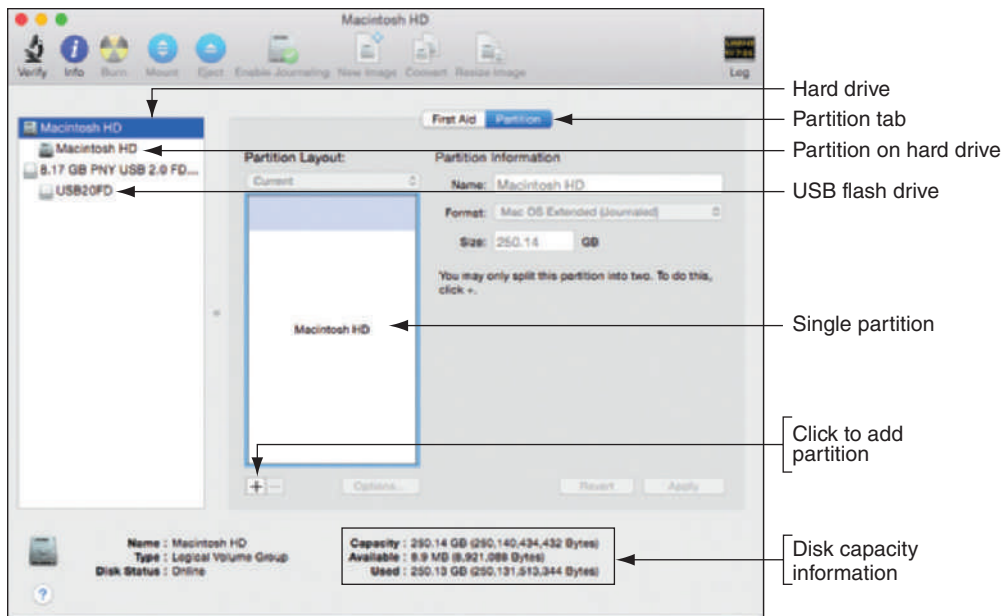 Macintosh HD
Verify Info Burn Mount Eject Enable Journaling New Image Convert Resize Image Log
Hard drive
First Aid Partition
Partition tab
Macintosh HD
Macintosh HD
Partition on hard drive
8.17 GB PNY USB 2.0 FD...
USB20FD
USB flash drive
Partition Layout:
Current
Partition Information
Name: Macintosh HD
Format: Mac OS Extended (Journaled)
Size: 250.14 GB
You may only split this partition into two. To do this,
click +.
Macintosh HD
Single partition
Click to add
partition
+ −
Options...
Revert
Apply
Name : Macintosh HD
Type : Logical Volume Group
Disk Status : Online
Capacity : 250.14 GB (250,140,434,432 Bytes)
Available : 8.9 MB (8,921,088 Bytes)
Used : 250.13 GB (250,131,513,344 Bytes)
Disk capacity
information
?